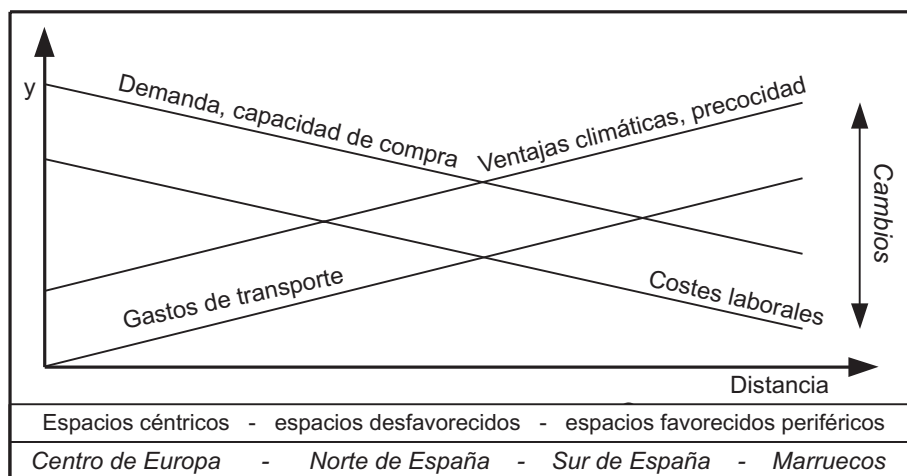 y
Demanda, capacidad de compra
Ventajas climáticas, precocidad
Cambios
Gastos de transporte
Costes laborales
Distancia
Espacios céntricos - espacios desfavorecidos - espacios favorecidos periféricos
Centro de Europa - Norte de España - Sur de España - Marruecos